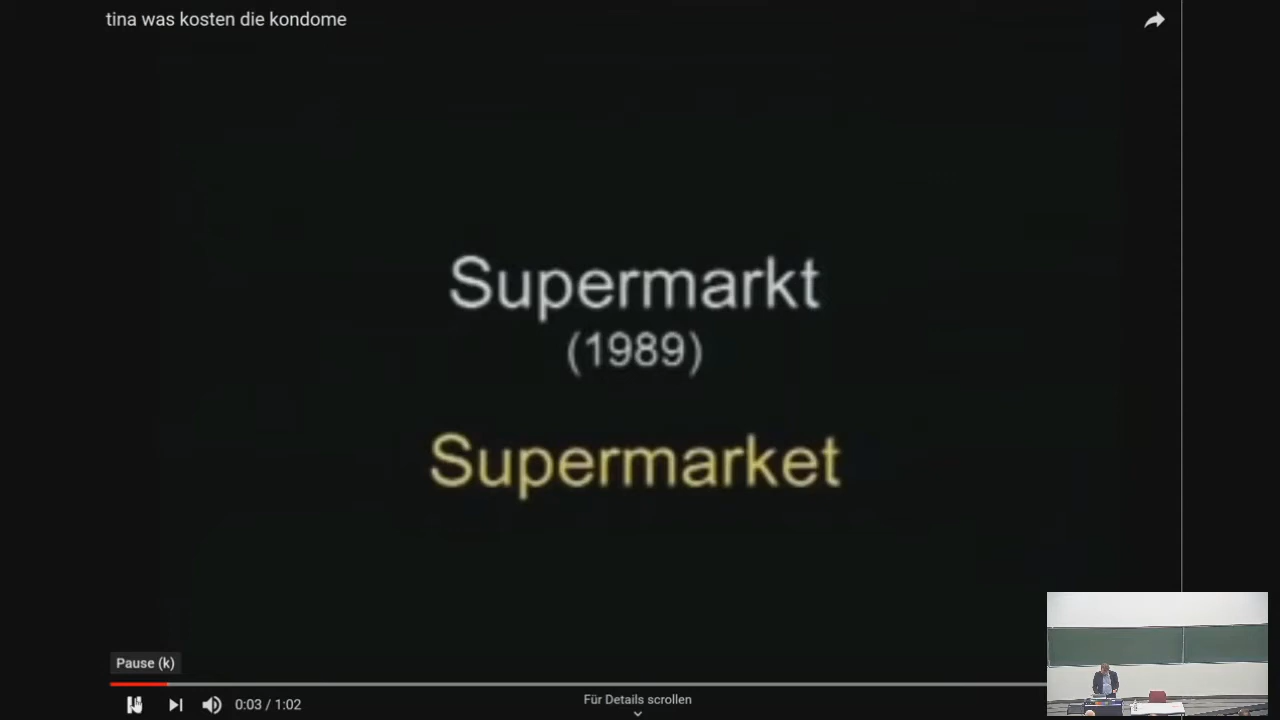 tina was kosten die kondome
Supermarkt
(1989)
Supermarket
Pause (k)
0:03 / 1:02
Für Details scrollen